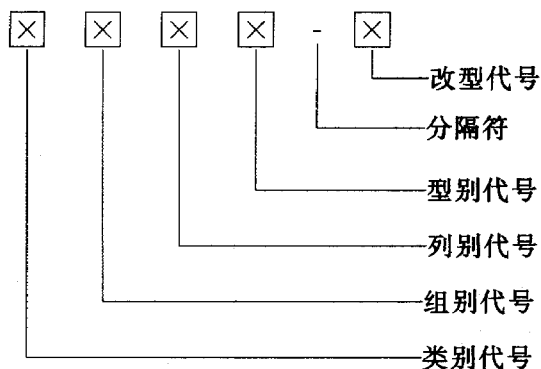 × × × × - ×
改型代号
分隔符
型别代号
列别代号
组别代号
类别代号